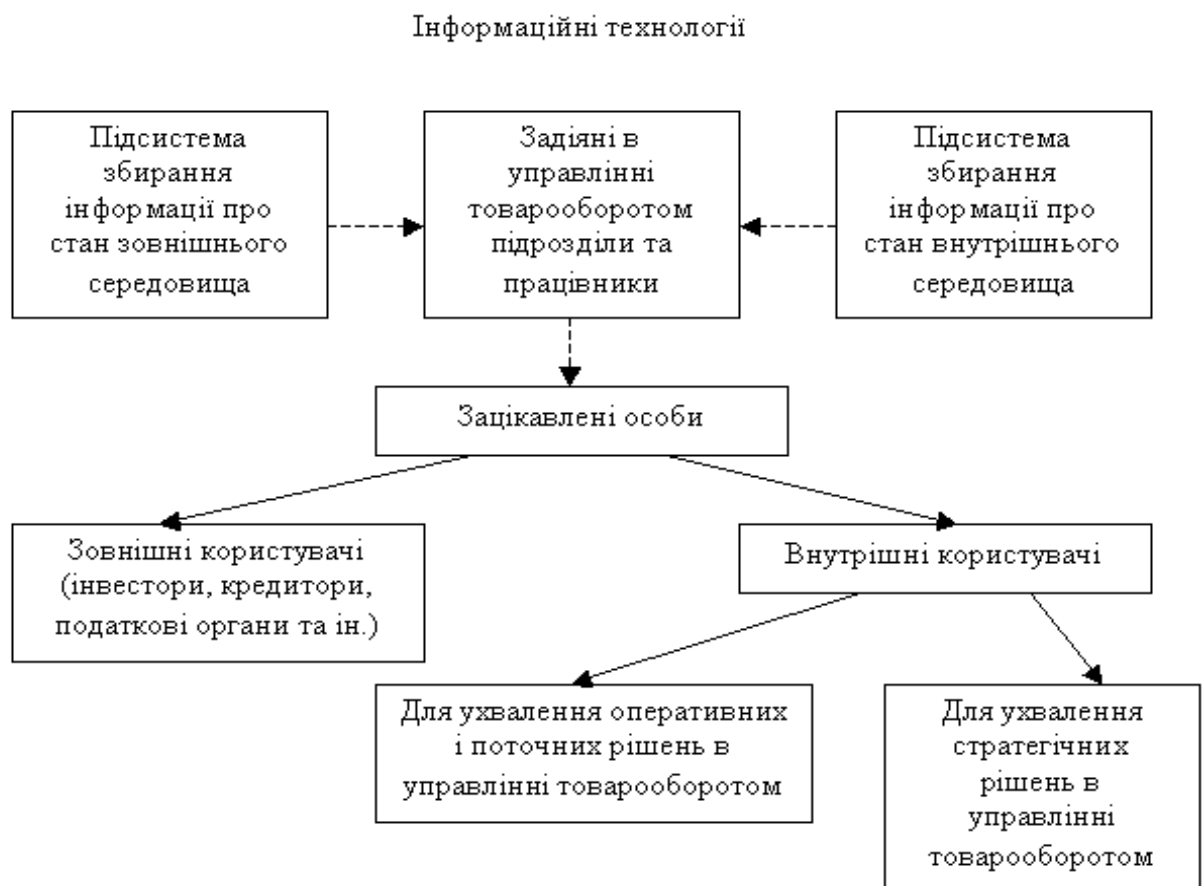 Інформаційні технології
Підсистема
збирання
інформації про
стан зовнішнього
середовища
Задіяні в
управлінні
товарооборотом
підрозділи та
працівники
Підсистема
збирання
інформації про
стан внутрішнього
середовища
Зацікавлені особи
Зовнішні користувачі
(інвестори, кредитори,
податкові органи та ін.)
Внутрішні користувачі
Для ухвалення оперативних
і поточних рішень в
управлінні товарооборотом
Для ухвалення
стратегічних
рішень в
управлінні
товарооборотом